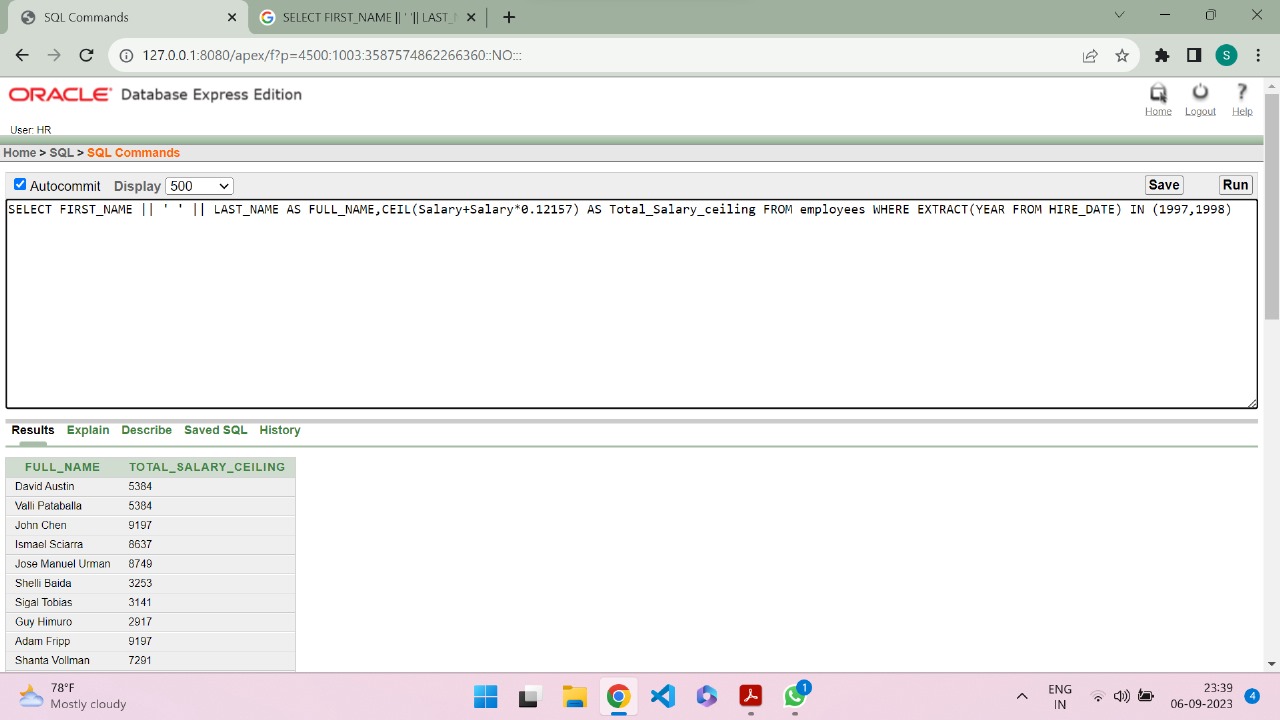 SQL Commands
SELECT FIRST_NAME || ' '|| LAST_N
127.0.0.1:8080/apex/f?p=4500:1003:3587574862266360::NO:::
S
ORACLE Database Express Edition
Home Logout Help
User: HR
Home > SQL > SQL Commands
Autocommit Display 500 Save Run
SELECT FIRST_NAME || ' ' || LAST_NAME AS FULL_NAME,CEIL(Salary+Salary*0.12157) AS Total_Salary_ceiling FROM employees WHERE EXTRACT(YEAR FROM HIRE_DATE) IN (1997,1998)
Results Explain Describe Saved SQL History
FULL_NAME TOTAL_SALARY_CEILING
David Austin 5384
Valli Pataballa 5384
John Chen 9197
Ismael Sciarra 8637
Jose Manuel Urman 8749
Shelli Baida 3253
Sigal Tobias 3141
Guy Himuro 2917
Adam Fripp 9197
Shanta Vollman 7291
78°F
Mostly cloudy
1
ENG
IN
23:39
06-09-2023
4